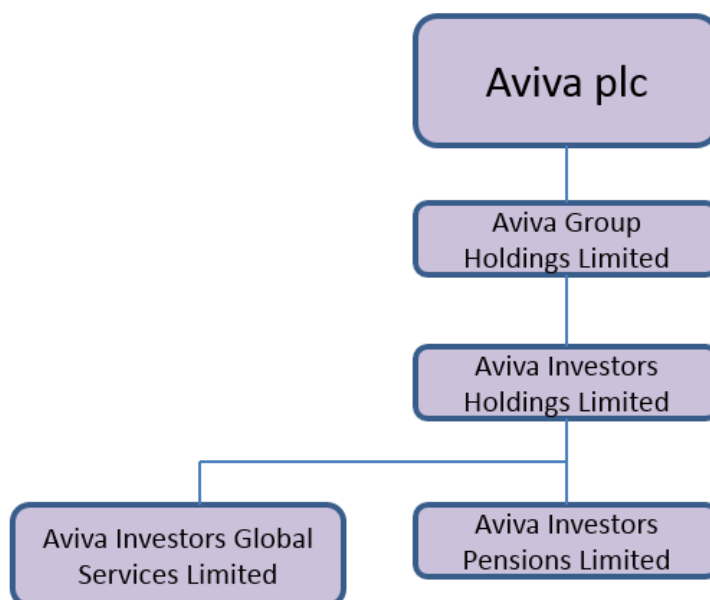 Aviva plc
Aviva Group
Holdings Limited
Aviva Investors
Holdings Limited
Aviva Investors Global
Services Limited
Aviva Investors
Pensions Limited